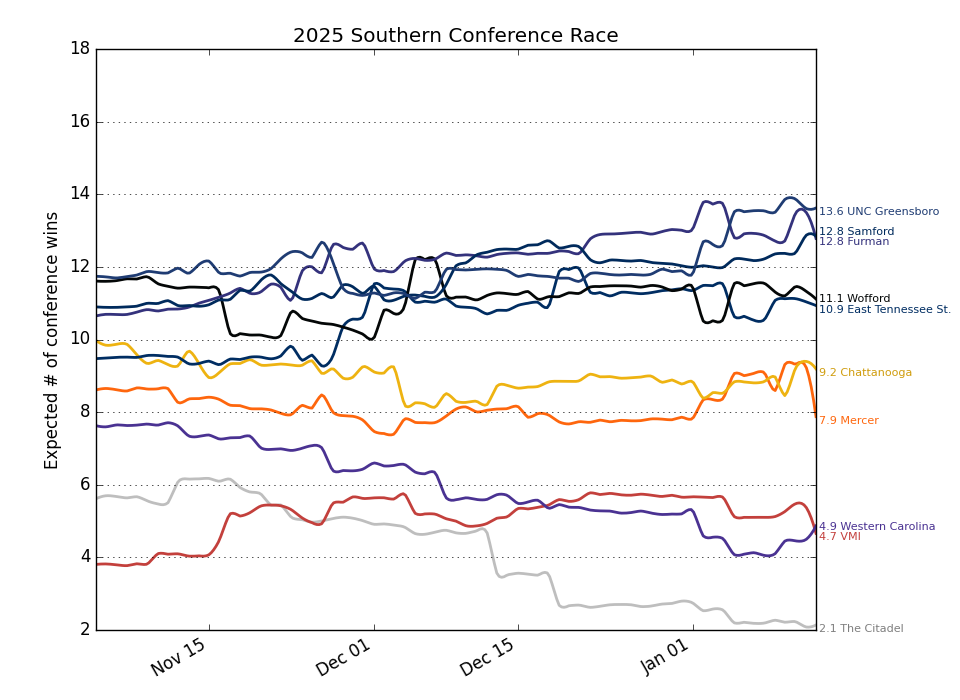 2025 Southern Conference Race
Expected # of conference wins
18
16
14
12
10
8
6
4
2
Nov 15
Dec 01
Dec 15
Jan 01
13.6 UNC Greensboro
12.8 Samford
12.8 Furman
11.1 Wofford
10.9 East Tennessee St.
9.2 Chattanooga
7.9 Mercer
4.9 Western Carolina
4.7 VMI
2.1 The Citadel